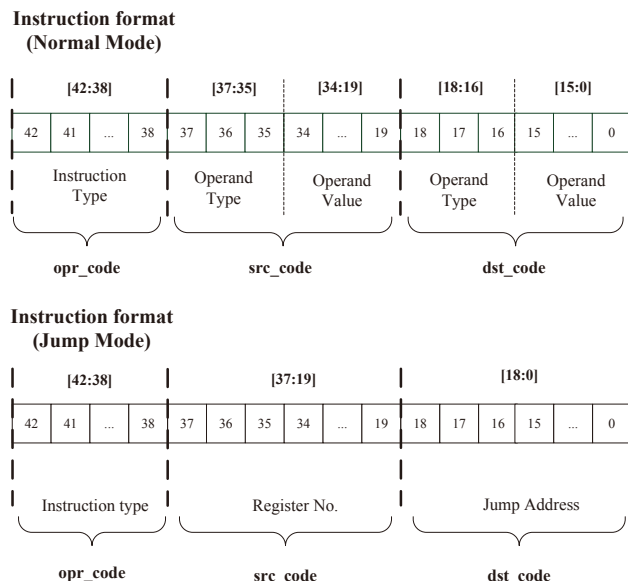 Instruction format
(Normal Mode)
[42:38] [37:35] [34:19] [18:16] [15:0]
42 41 ... 38 37 36 35 34 ... 19 18 17 16 15 ... 0
Instruction Type Operand Type Operand Value Operand Type Operand Value
opr_code src_code dst_code
Instruction format
(Jump Mode)
[42:38] [37:19] [18:0]
42 41 ... 38 37 36 35 34 ... 19 18 17 16 15 ... 0
Instruction type Register No. Jump Address
opr_code src_code dst_code